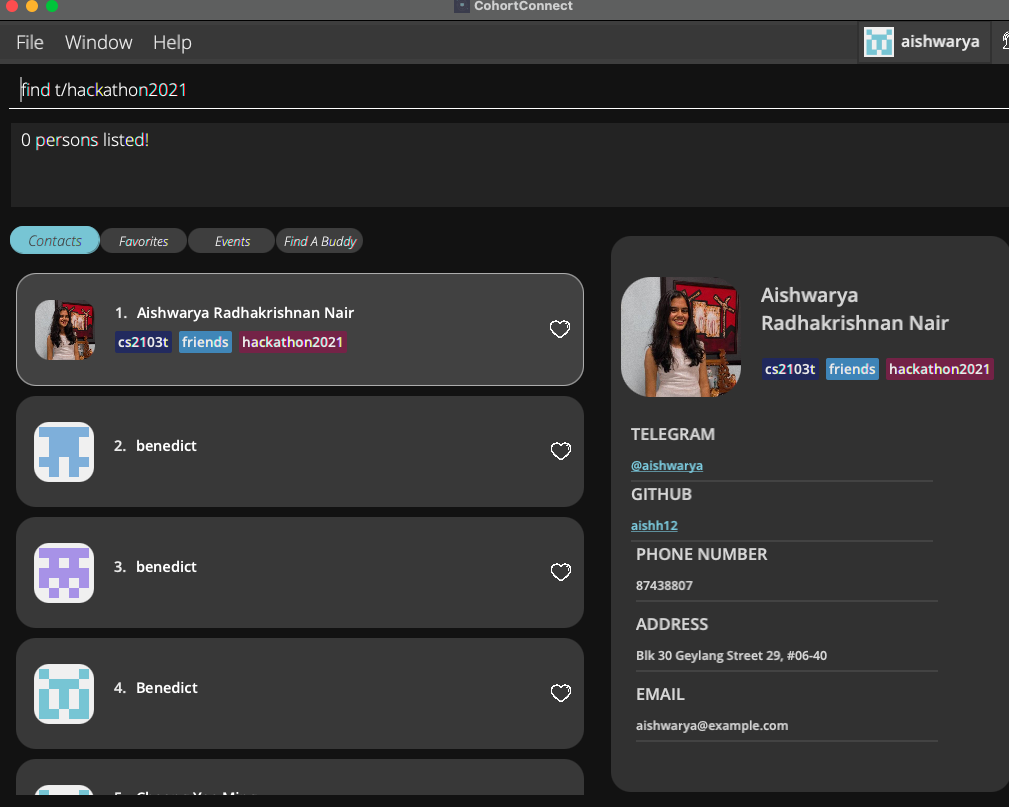 CohortConnect
File Window Help
aishwarya
find t/hackathon2021
0 persons listed!
Contacts Favorites Events Find A Buddy
1. Aishwarya Radhakrishnan Nair
cs2103t friends hackathon2021
2. benedict
3. benedict
4. Benedict
Aishwarya
Radhakrishnan Nair
cs2103t friends hackathon2021
TELEGRAM
@aishwarya
GITHUB
aishh12
PHONE NUMBER
87438807
ADDRESS
Blk 30 Geylang Street 29, #06-40
EMAIL
aishwarya@example.com